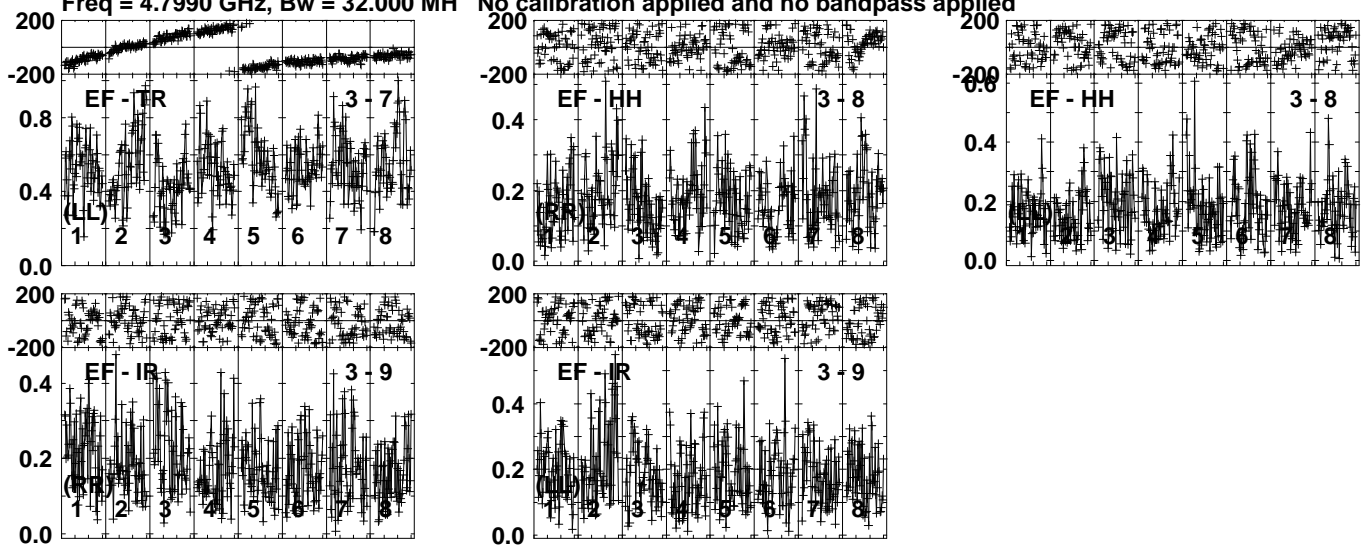 Freq = 4.7990 GHz, Bw = 32.000 MH No calibration applied and no bandpass applied
200
-200
EF - TR 3 - 7
0.8
0.4
(LL)
1 2 3 4 5 6 7 8
0.0
200
-200
EF - HH 3 - 8
0.4
0.2
(RR)
1 2 3 4 5 6 7 8
0.0
200
-200
0.6
EF - HH 3 - 8
0.4
0.2
(LL)
1 2 3 4 5 6 7 8
0.0
200
-200
EF - IR 3 - 9
0.4
0.2
(RR)
1 2 3 4 5 6 7 8
0.0
200
-200
EF - IR 3 - 9
0.4
0.2
(LL)
1 2 3 4 5 6 7 8
0.0